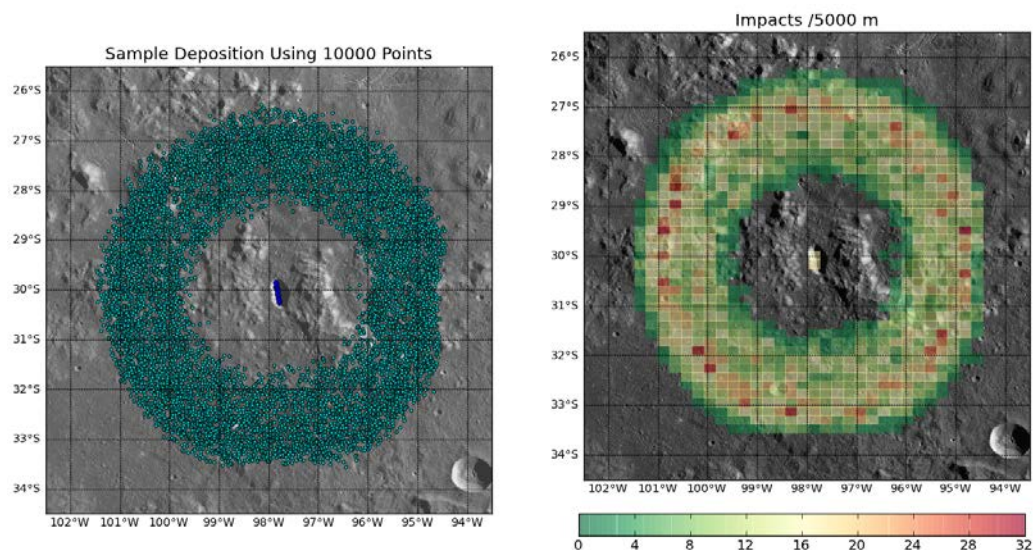 Sample Deposition Using 10000 Points
26°S
27°S
28°S
29°S
30°S
31°S
32°S
33°S
34°S
102°W 101°W 100°W 99°W 98°W 97°W 96°W 95°W 94°W
Impacts /5000 m
26°S
27°S
28°S
29°S
30°S
31°S
32°S
33°S
34°S
102°W 101°W 100°W 99°W 98°W 97°W 96°W 95°W 94°W
0 4 8 12 16 20 24 28 32